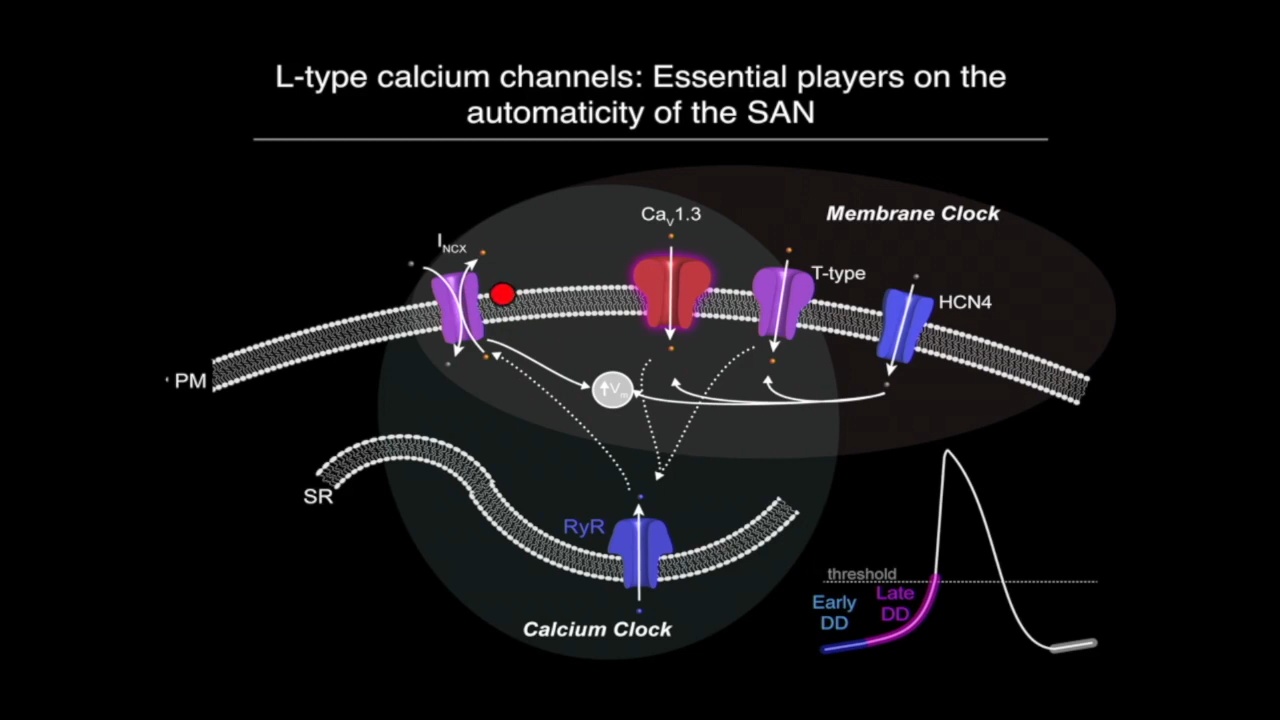 L-type calcium channels: Essential players on the
automaticity of the SAN
Membrane Clock
CaV1.3
INCX
T-type
HCN4
PM
↑Vm
SR
RyR
Calcium Clock
threshold
Early
DD
Late
DD